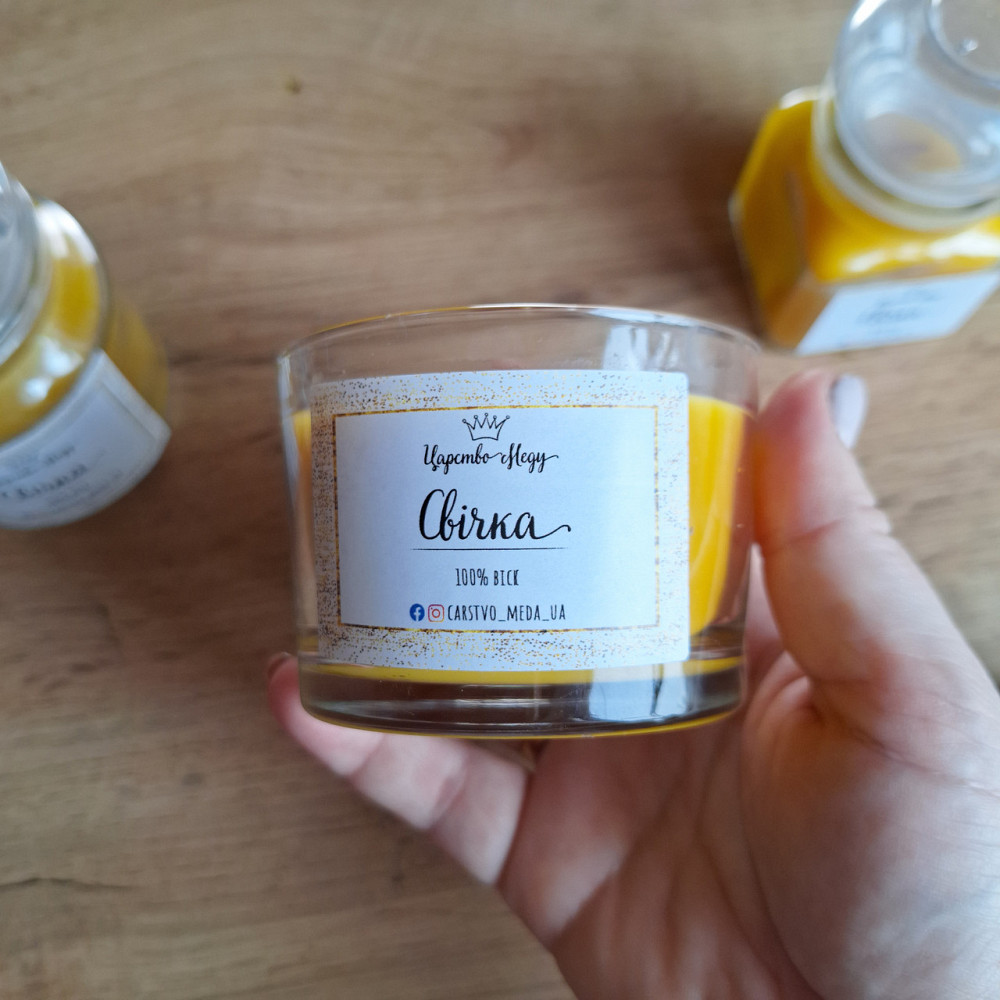 Царство Меду
Свічка
100% ВІСК
CARSTVO_MEDA_UA